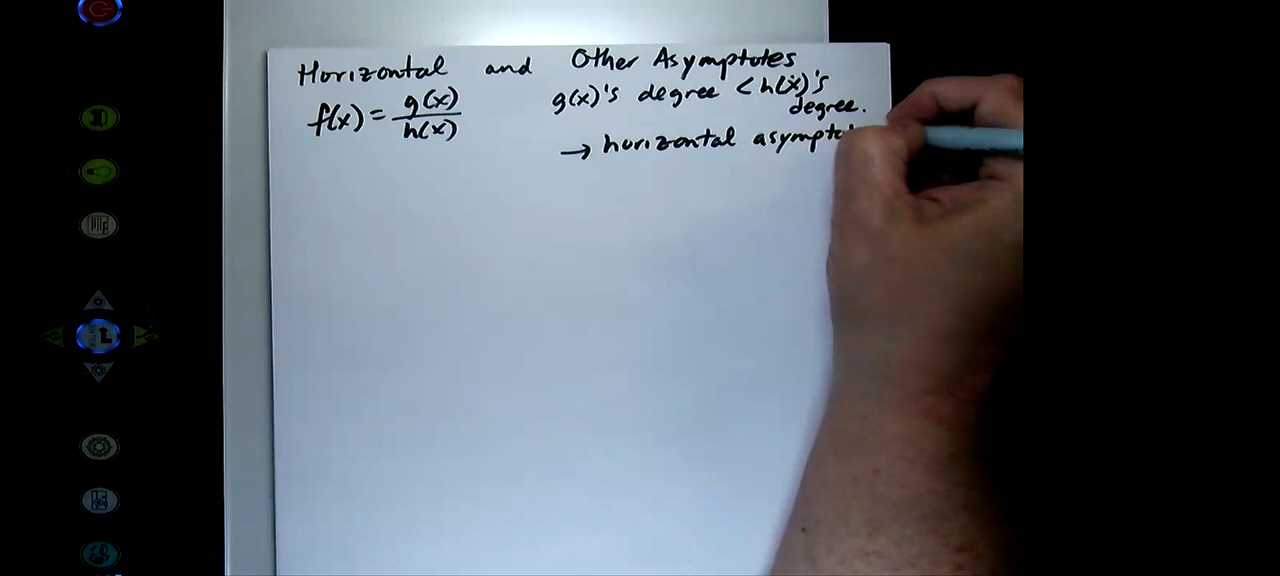 Horizontal and Other Asymptotes
f(x) = g(x)/h(x)
g(x)'s degree < h(x)'s
degree.
→ horizontal